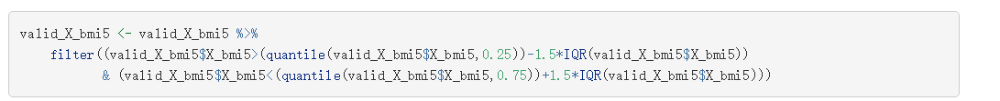 valid_X_bmi5 <- valid_X_bmi5 %>%
    filter((valid_X_bmi5$X_bmi5>(quantile(valid_X_bmi5$X_bmi5,0.25))-1.5*IQR(valid_X_bmi5$X_bmi5))
           & (valid_X_bmi5$X_bmi5<(quantile(valid_X_bmi5$X_bmi5,0.75))+1.5*IQR(valid_X_bmi5$X_bmi5)))